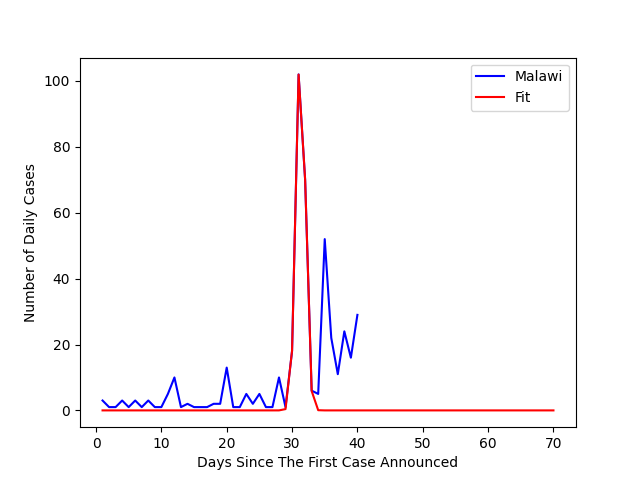 Malawi
Fit
100
80
60
40
20
0
Number of Daily Cases
0 10 20 30 40 50 60 70
Days Since The First Case Announced